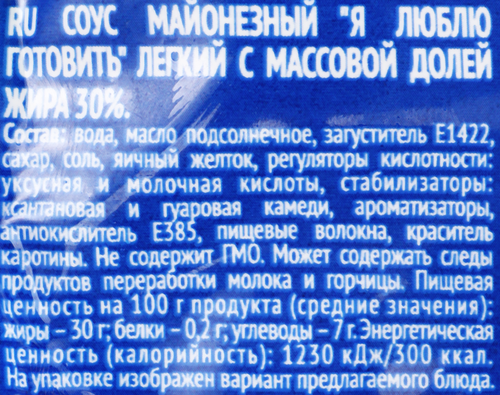 RU СОУС МАЙОНЕЗНЫЙ "Я ЛЮБЛЮ
ГОТОВИТЬ" ЛЕГКИЙ С МАССОВОЙ ДОЛЕЙ
ЖИРА 30%.
Состав: вода, масло подсолнечное, загуститель E1422,
сахар, соль, яичный желток, регуляторы кислотности:
уксусная и молочная кислоты, стабилизаторы:
ксантановая и гуаровая камеди, ароматизаторы,
антиокислитель E385, пищевые волокна, краситель
каротины. Не содержит ГМО. Может содержать следы
продуктов переработки молока и горчицы. Пищевая
ценность на 100 г продукта (средние значения):
жиры – 30 г; белки – 0,2 г; углеводы – 7 г. Энергетическая
ценность (калорийность): 1230 кДж/300 ккал.
На упаковке изображен вариант предлагаемого блюда.